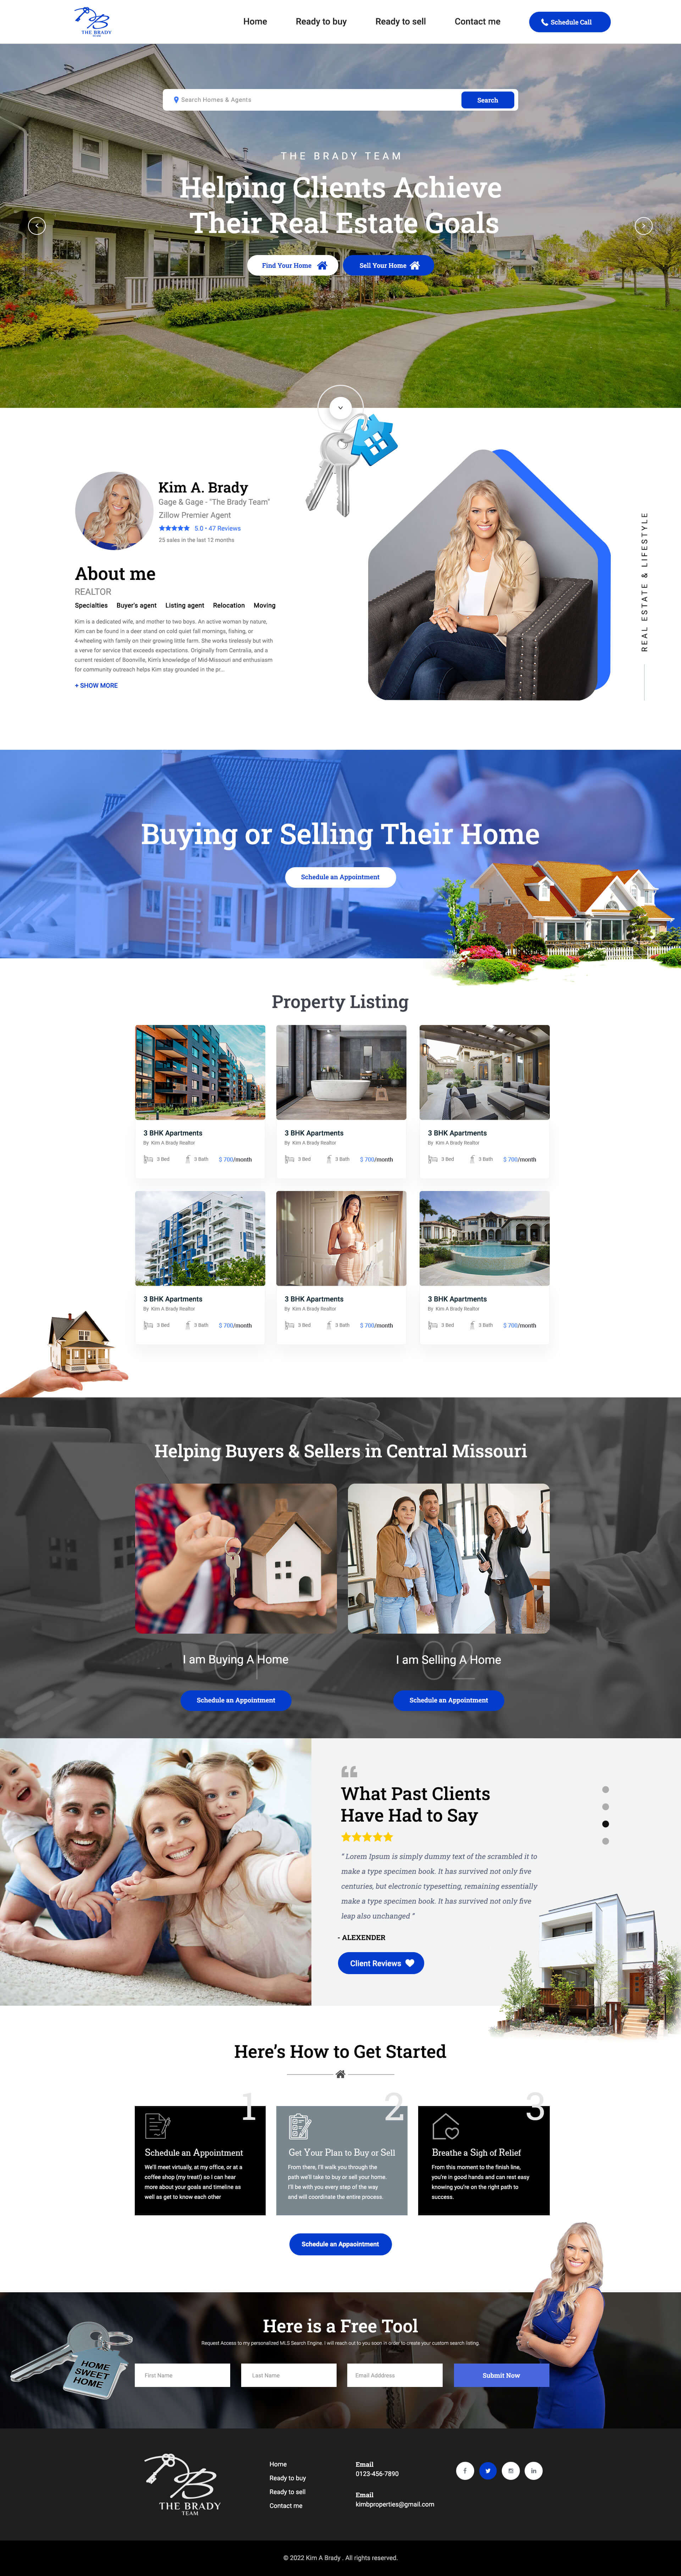 THE BRADY
TEAM
Home Ready to buy Ready to sell Contact me Schedule Call
Search Homes & Agents Search
THE BRADY TEAM
Helping Clients Achieve
Their Real Estate Goals
Find Your Home Sell Your Home
Kim A. Brady
Gage & Gage - "The Brady Team"
Zillow Premier Agent
5.0 • 47 Reviews
25 sales in the last 12 months
About me
REALTOR
Specialties Buyer's agent Listing agent Relocation Moving
Kim is a dedicated wife, and mother to two boys. An active woman by nature,
Kim can be found in a deer stand on cold quiet fall mornings, fishing, or
4-wheeling with family on their growing little farm. She works tirelessly but with
a verve for service that exceeds expectations. Originally from Centralia, and a
current resident of Boonville, Kim's knowledge of Mid-Missouri and enthusiasm
for community outreach helps Kim stay grounded in the pr...
+ SHOW MORE
REAL ESTATE & LIFESTYLE
Buying or Selling Their Home
Schedule an Appointment
Property Listing
3 BHK Apartments
By Kim A Brady Realtor
3 Bed 3 Bath $ 700/month
3 BHK Apartments
By Kim A Brady Realtor
3 Bed 3 Bath $ 700/month
3 BHK Apartments
By Kim A Brady Realtor
3 Bed 3 Bath $ 700/month
3 BHK Apartments
By Kim A Brady Realtor
3 Bed 3 Bath $ 700/month
3 BHK Apartments
By Kim A Brady Realtor
3 Bed 3 Bath $ 700/month
3 BHK Apartments
By Kim A Brady Realtor
3 Bed 3 Bath $ 700/month
Helping Buyers & Sellers in Central Missouri
01
I am Buying A Home
Schedule an Appointment
02
I am Selling A Home
Schedule an Appointment
What Past Clients
Have Had to Say
" Lorem Ipsum is simply dummy text of the scrambled it to
make a type specimen book. It has survived not only five
centuries, but electronic typesetting, remaining essentially
make a type specimen book. It has survived not only five
leap also unchanged "
- ALEXENDER
Client Reviews
Here's How to Get Started
1
Schedule an Appointment
We'll meet virtually, at my office, or at a
coffee shop (my treat!) so I can hear
more about your goals and timeline as
well as get to know each other
2
Get Your Plan to Buy or Sell
From there, I'll walk you through the
path we'll take to buy or sell your home.
I'll be with you every step of the way
and will coordinate the entire process.
3
Breathe a Sigh of Relief
From this moment to the finish line,
you're in good hands and can rest easy
knowing you're on the right path to
success.
Schedule an Appaointment
HOME
SWEET
HOME
Here is a Free Tool
Request Access to my personalized MLS Search Engine. I will reach out to you soon in order to create your custom search listing.
First Name Last Name Email Adddress Submit Now
THE BRADY
TEAM
Home
Ready to buy
Ready to sell
Contact me
Email
0123-456-7890
Email
kimbproperties@gmail.com
© 2022 Kim A Brady . All rights reserved.